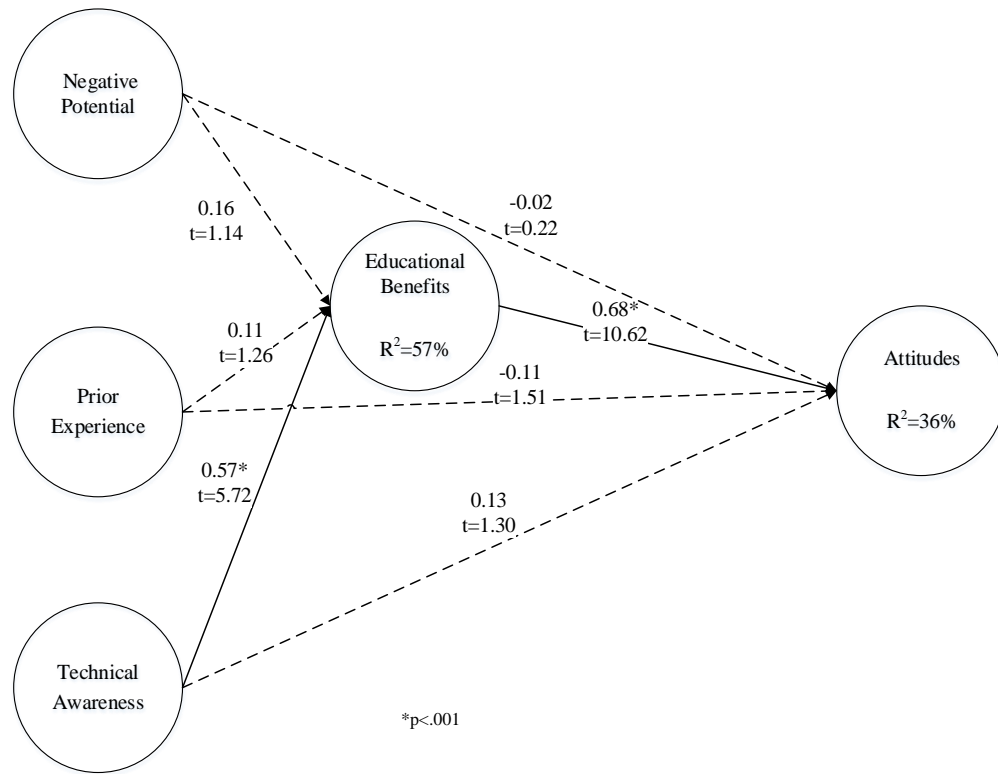 Negative
Potential
-0.02
t=0.22
0.16
t=1.14
Educational
Benefits
R²=57%
0.68*
t=10.62
0.11
t=1.26
Attitudes
R²=36%
-0.11
t=1.51
Prior
Experience
0.57*
t=5.72
0.13
t=1.30
Technical
Awareness
*p<.001